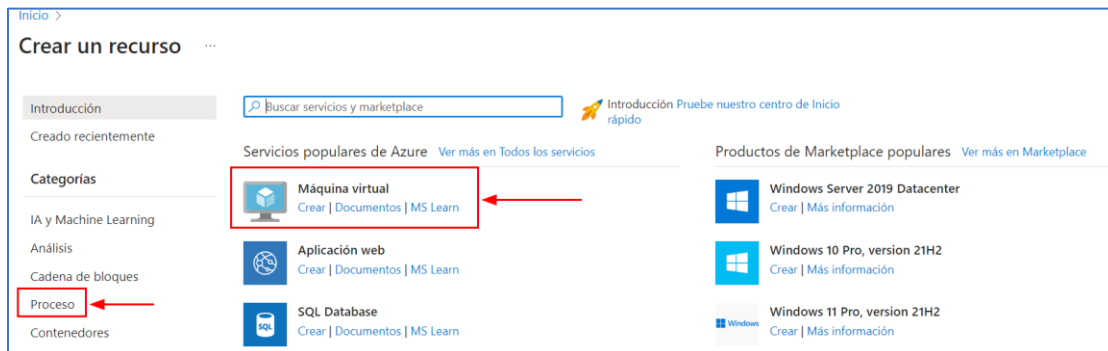 Inicio >
Crear un recurso ...
Introducción
Creado recientemente
Categorías
IA y Machine Learning
Análisis
Cadena de bloques
Proceso
Contenedores
Buscar servicios y marketplace
Introducción Pruebe nuestro centro de Inicio
rápido
Servicios populares de Azure Ver más en Todos los servicios
Máquina virtual
Crear | Documentos | MS Learn
Aplicación web
Crear | Documentos | MS Learn
SQL
SQL Database
Crear | Documentos | MS Learn
Productos de Marketplace populares Ver más en Marketplace
Windows Server 2019 Datacenter
Crear | Más información
Windows 10 Pro, version 21H2
Crear | Más información
Windows
Windows 11 Pro, version 21H2
Crear | Más información